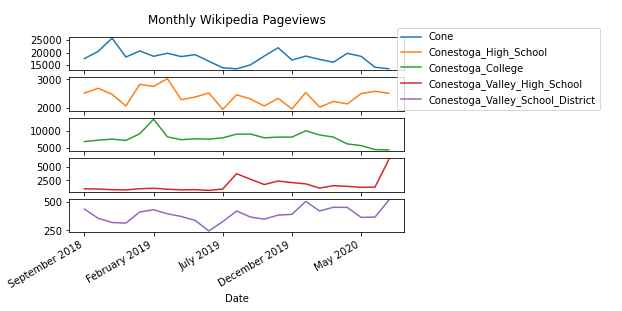 Monthly Wikipedia Pageviews
Cone
Conestoga_High_School
Conestoga_College
Conestoga_Valley_High_School
Conestoga_Valley_School_District
25000
20000
15000
3000
2000
10000
5000
5000
2500
500
250
September 2018
February 2019
July 2019
December 2019
May 2020
Date